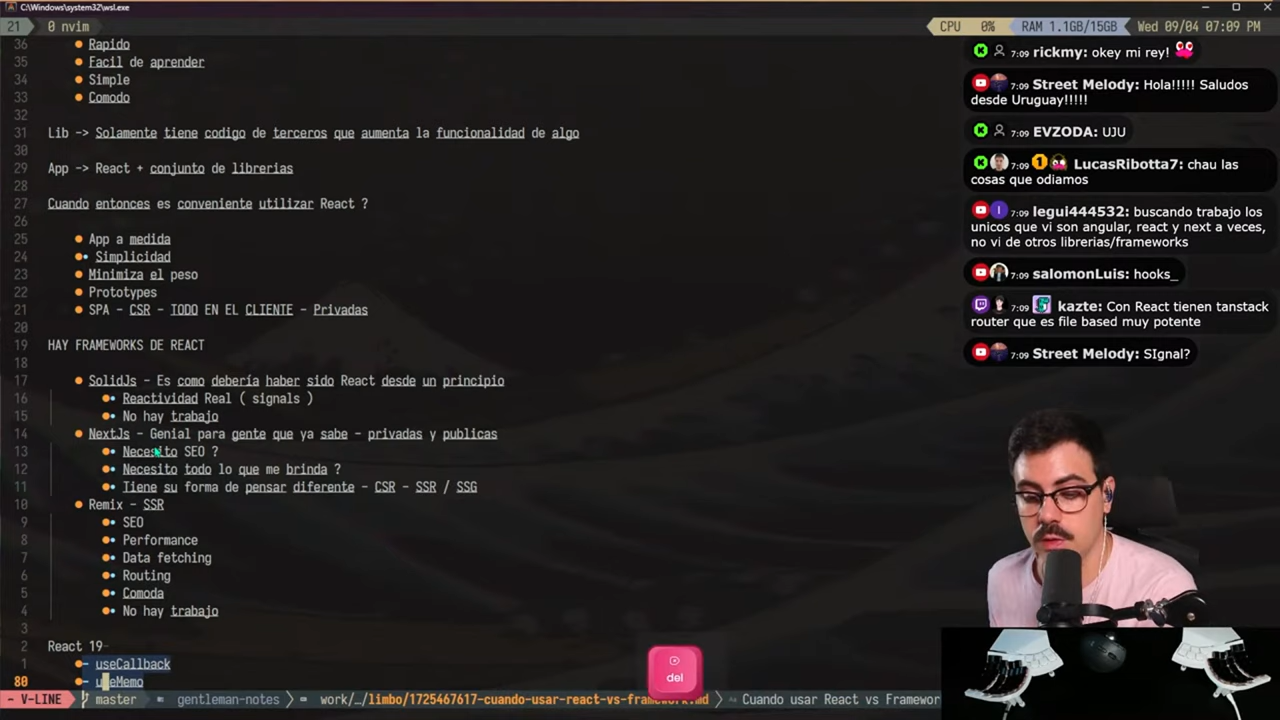 C:\Windows\system32\wsl.exe
21 0 nvim CPU 0% RAM 1.1GB/15GB Wed 09/04 07:09 PM
36 Rapido
35 Facil de aprender
34 Simple
33 Comodo
32
31 Lib -> Solamente tiene codigo de terceros que aumenta la funcionalidad de algo
30
29 App -> React + conjunto de librerias
28
27 Cuando entonces es conveniente utilizar React ?
26
25 App a medida
24 Simplicidad
23 Minimiza el peso
22 Prototypes
21 SPA - CSR - TODO EN EL CLIENTE - Privadas
20
19 HAY FRAMEWORKS DE REACT
18
17 SolidJs - Es como debería haber sido React desde un principio
16 Reactividad Real ( signals )
15 No hay trabajo
14 NextJs - Genial para gente que ya sabe - privadas y publicas
13 Necesito SEO ?
12 Necesito todo lo que me brinda ?
11 Tiene su forma de pensar diferente - CSR - SSR / SSG
10 Remix - SSR
9 SEO
8 Performance
7 Data fetching
6 Routing
5 Comoda
4 No hay trabajo
3
2 React 19
1 - useCallback
80 - useMemo
- V-LINE master gentleman-notes work/…/limbo/1725467617-cuando-usar-react-vs-framework.md Cuando usar React vs Framewor
7:09 rickmy: okey mi rey!
7:09 Street Melody: Hola!!!!! Saludos
desde Uruguay!!!!!
7:09 EVZODA: UJU
7:09 1 LucasRibotta7: chau las
cosas que odiamos
7:09 legui444532: buscando trabajo los
unicos que vi son angular, react y next a veces,
no vi de otros librerias/frameworks
7:09 salomonLuis: hooks_
7:09 kazte: Con React tienen tanstack
router que es file based muy potente
7:09 Street Melody: SIgnal?
del